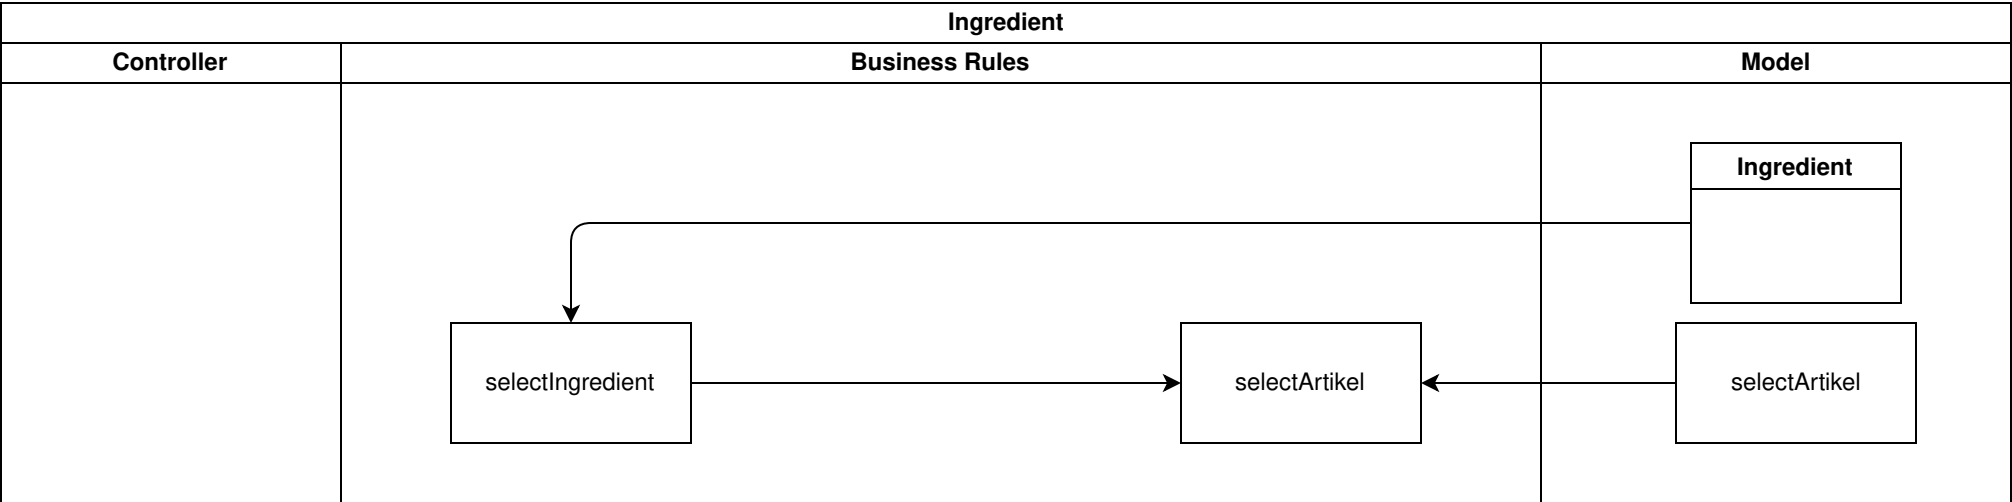 Ingredient
Controller
Business Rules
Model
Ingredient
selectIngredient
selectArtikel
selectArtikel